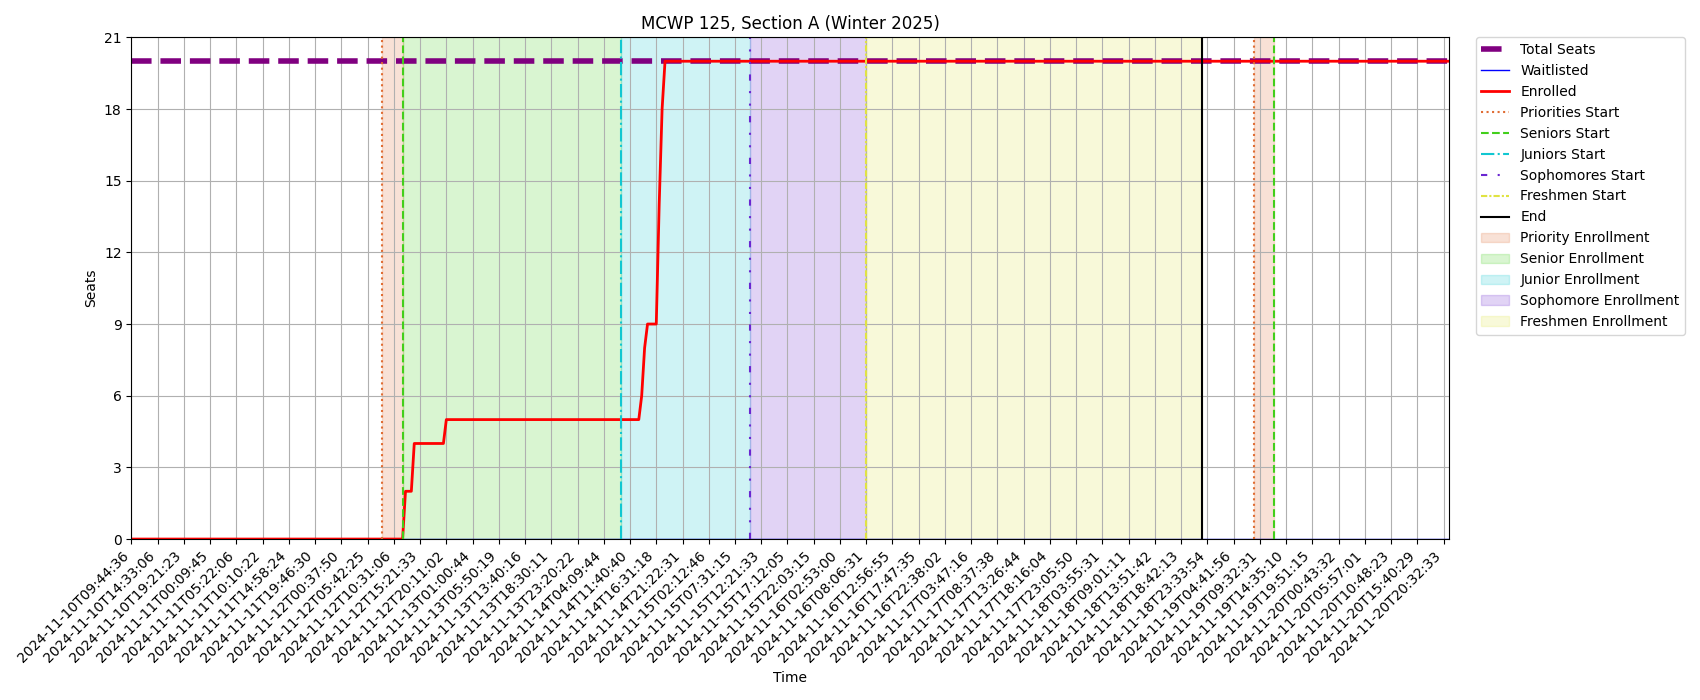 MCWP 125, Section A (Winter 2025)
21
18
15
12
9
6
3
0
Seats
2024-11-10T09:44:36
2024-11-10T14:33:06
2024-11-10T19:21:23
2024-11-11T00:09:45
2024-11-11T05:22:06
2024-11-11T10:10:22
2024-11-11T14:58:24
2024-11-11T19:46:30
2024-11-12T00:37:50
2024-11-12T05:42:25
2024-11-12T10:31:06
2024-11-12T15:21:33
2024-11-12T20:11:02
2024-11-13T01:00:44
2024-11-13T05:50:19
2024-11-13T13:40:16
2024-11-13T18:30:11
2024-11-13T23:20:22
2024-11-14T04:09:44
2024-11-14T11:40:40
2024-11-14T16:31:18
2024-11-14T21:22:31
2024-11-15T02:12:46
2024-11-15T07:31:15
2024-11-15T12:21:33
2024-11-15T17:12:05
2024-11-15T22:03:15
2024-11-16T02:53:00
2024-11-16T08:06:31
2024-11-16T12:56:55
2024-11-16T17:47:35
2024-11-16T22:38:02
2024-11-17T03:47:16
2024-11-17T08:37:38
2024-11-17T13:26:44
2024-11-17T18:16:04
2024-11-17T23:05:50
2024-11-18T03:55:31
2024-11-18T09:01:11
2024-11-18T13:51:42
2024-11-18T18:42:13
2024-11-18T23:33:54
2024-11-19T04:41:56
2024-11-19T09:32:31
2024-11-19T14:35:10
2024-11-19T19:51:15
2024-11-20T00:43:32
2024-11-20T05:57:01
2024-11-20T10:48:23
2024-11-20T15:40:29
2024-11-20T20:32:33
Time
Total Seats
Waitlisted
Enrolled
Priorities Start
Seniors Start
Juniors Start
Sophomores Start
Freshmen Start
End
Priority Enrollment
Senior Enrollment
Junior Enrollment
Sophomore Enrollment
Freshmen Enrollment